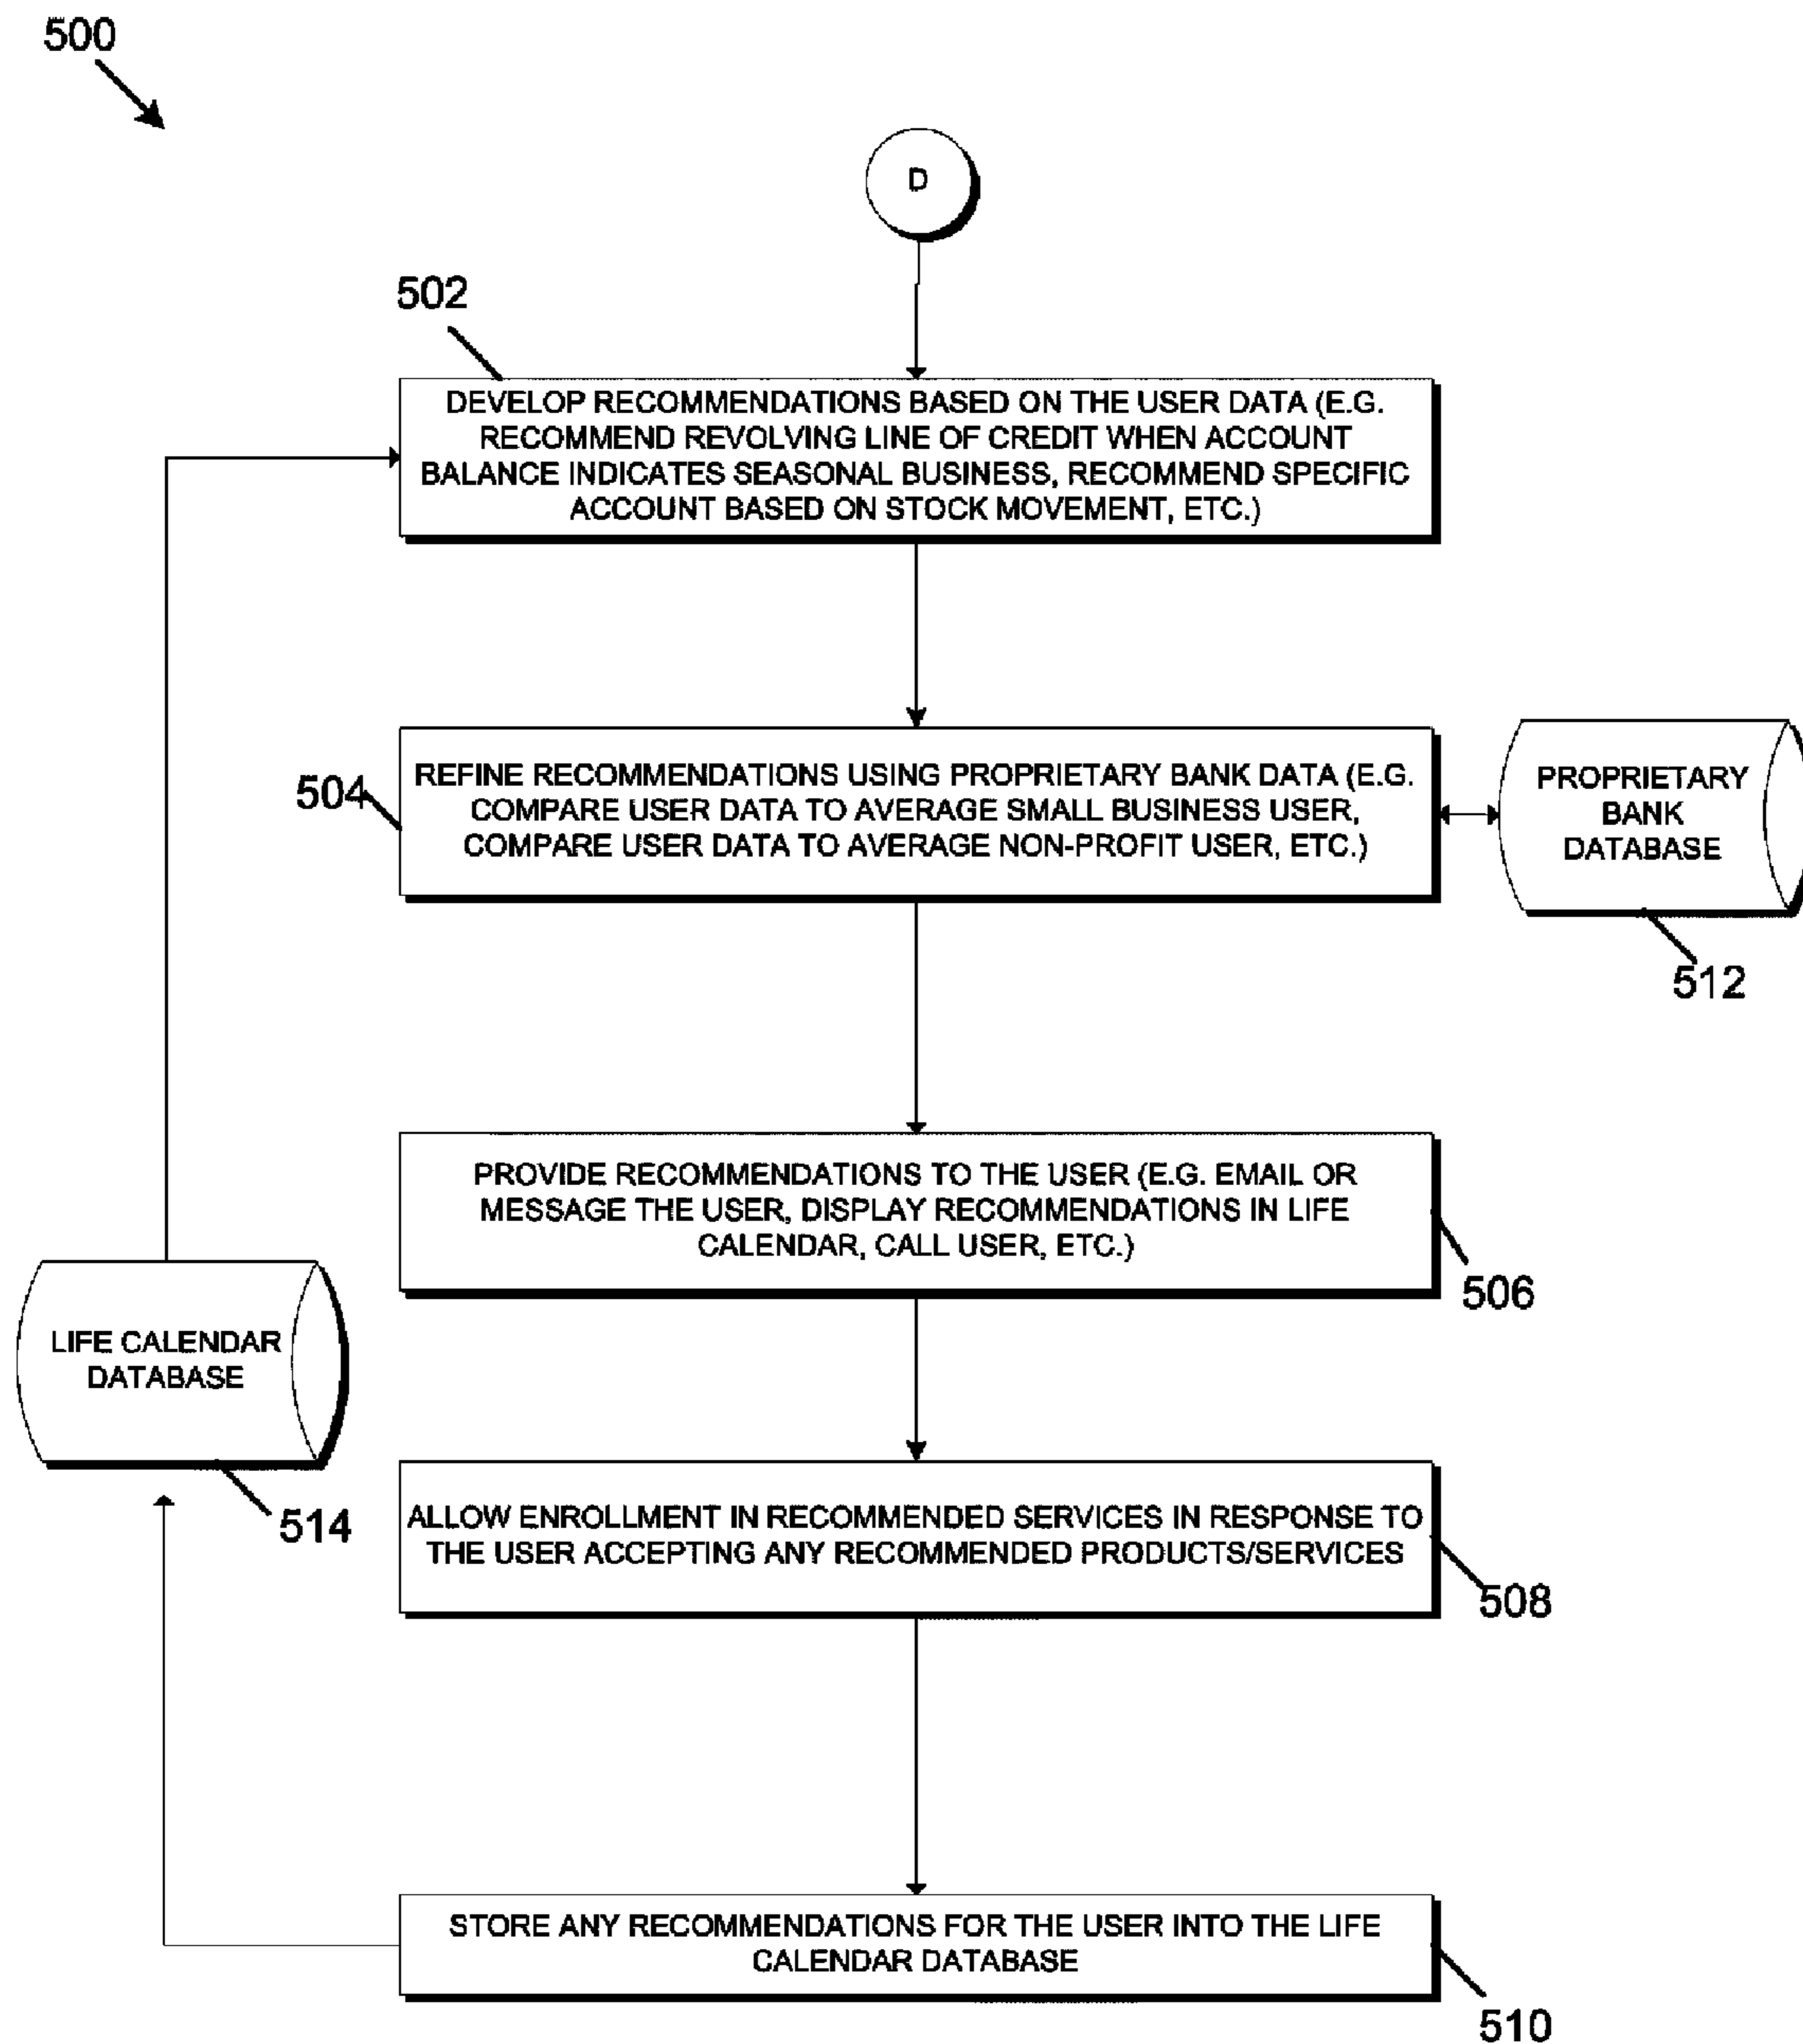 500
D
502
DEVELOP RECOMMENDATIONS BASED ON THE USER DATA (E.G.
RECOMMEND REVOLVING LINE OF CREDIT WHEN ACCOUNT
BALANCE INDICATES SEASONAL BUSINESS, RECOMMEND SPECIFIC
ACCOUNT BASED ON STOCK MOVEMENT, ETC.)
504
REFINE RECOMMENDATIONS USING PROPRIETARY BANK DATA (E.G.
COMPARE USER DATA TO AVERAGE SMALL BUSINESS USER,
COMPARE USER DATA TO AVERAGE NON-PROFIT USER, ETC.)
PROPRIETARY
BANK
DATABASE
512
PROVIDE RECOMMENDATIONS TO THE USER (E.G. EMAIL OR
MESSAGE THE USER, DISPLAY RECOMMENDATIONS IN LIFE
CALENDAR, CALL USER, ETC.)
506
LIFE CALENDAR
DATABASE
514
ALLOW ENROLLMENT IN RECOMMENDED SERVICES IN RESPONSE TO
THE USER ACCEPTING ANY RECOMMENDED PRODUCTS/SERVICES
508
STORE ANY RECOMMENDATIONS FOR THE USER INTO THE LIFE
CALENDAR DATABASE
510